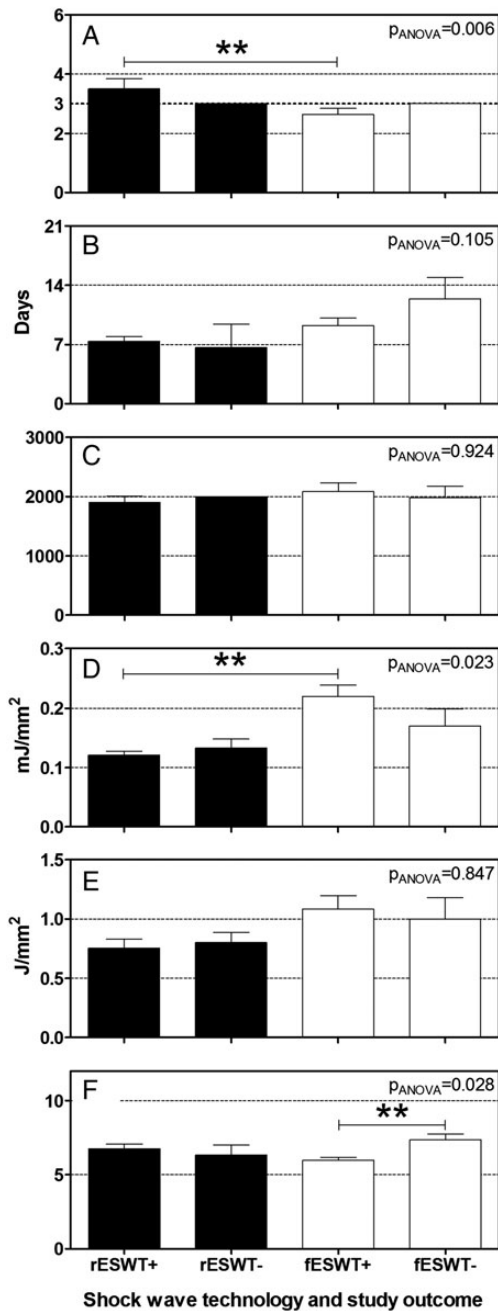 A
pANOVA=0.006
**
6
4
3
2
0
B
pANOVA=0.105
Days
21
14
7
0
C
pANOVA=0.924
3000
2000
1000
0
D
pANOVA=0.023
**
mJ/mm²
0.3
0.2
0.1
0.0
E
pANOVA=0.847
J/mm²
1.5
1.0
0.5
0.0
F
pANOVA=0.028
**
10
5
0
rESWT+ rESWT- fESWT+ fESWT-
Shock wave technology and study outcome